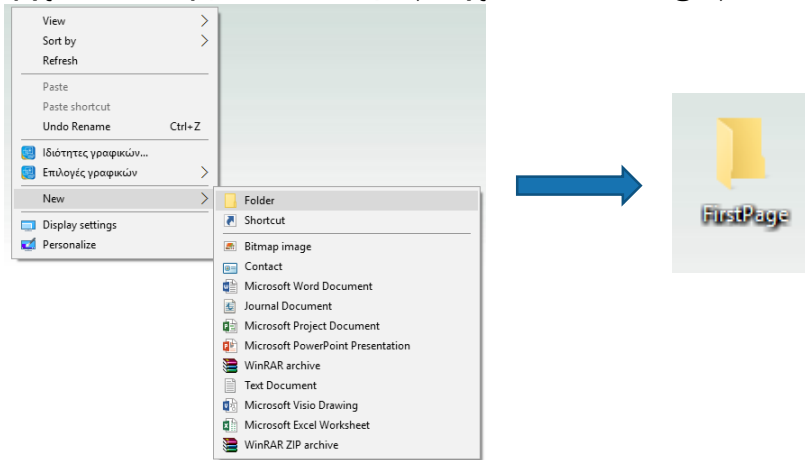 View
Sort by
Refresh
Paste
Paste shortcut
Undo Rename Ctrl+Z
Ιδιότητες γραφικών...
Επιλογές γραφικών
New
Display settings
Personalize
Folder
Shortcut
Bitmap image
Contact
Microsoft Word Document
Journal Document
Microsoft Project Document
Microsoft PowerPoint Presentation
WinRAR archive
Text Document
Microsoft Visio Drawing
Microsoft Excel Worksheet
WinRAR ZIP archive
FirstPage